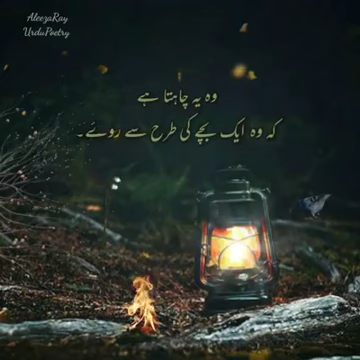 AleezaRay
UrduPoetry
وہ یہ چاہتا ہے
کہ وہ ایک بچے کی طرح سے روئے۔